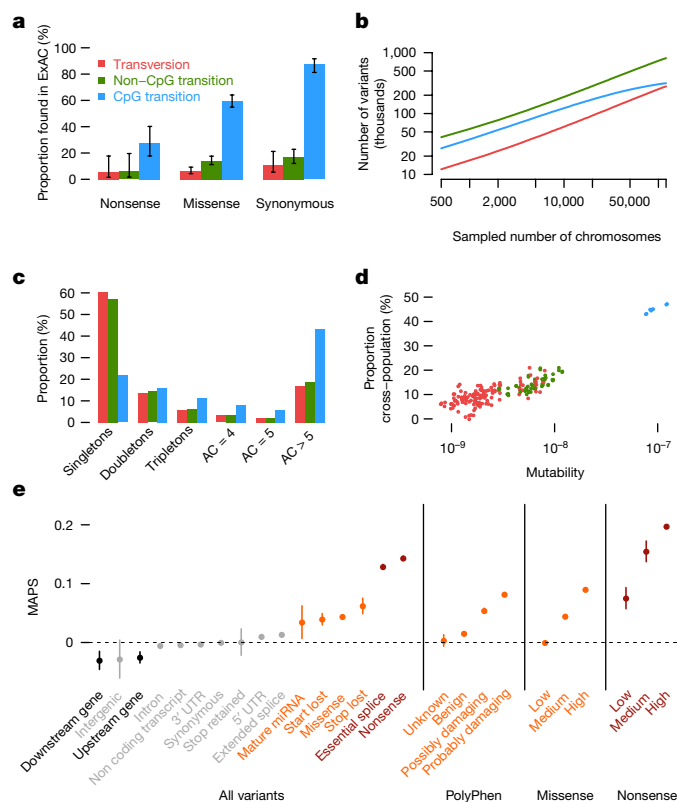 a
Proportion found in ExAC (%)
100
80
60
40
20
0
Transversion
Non–CpG transition
CpG transition
Nonsense
Missense
Synonymous
b
Number of variants
(thousands)
1,000
500
200
100
50
20
10
500
2,000
10,000
50,000
Sampled number of chromosomes
c
Proportion (%)
60
50
40
30
20
10
0
Singletons
Doubletons
Tripletons
AC = 4
AC = 5
AC > 5
d
Proportion
cross-population (%)
50
40
30
20
10
0
10⁻⁹
10⁻⁸
10⁻⁷
Mutability
e
MAPS
0.2
0.1
0
Downstream gene
Intergenic
Upstream gene
Intron
Non coding transcript
3′ UTR
Synonymous
Stop retained
5′ UTR
Extended splice
Mature miRNA
Start lost
Missense
Stop lost
Essential splice
Nonsense
Unknown
Benign
Possibly damaging
Probably damaging
Low
Medium
High
Low
Medium
High
All variants
PolyPhen
Missense
Nonsense